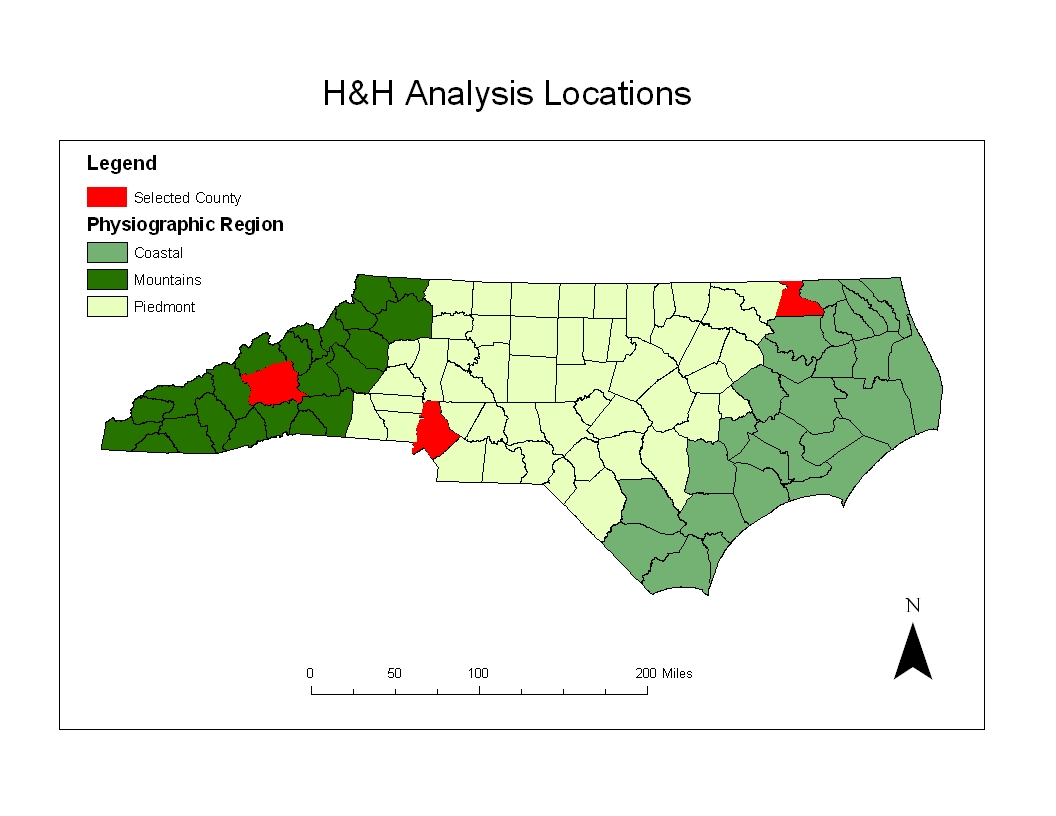 H&H Analysis Locations
Legend
Selected County
Physiographic Region
Coastal
Mountains
Piedmont
N
0 50 100 200 Miles